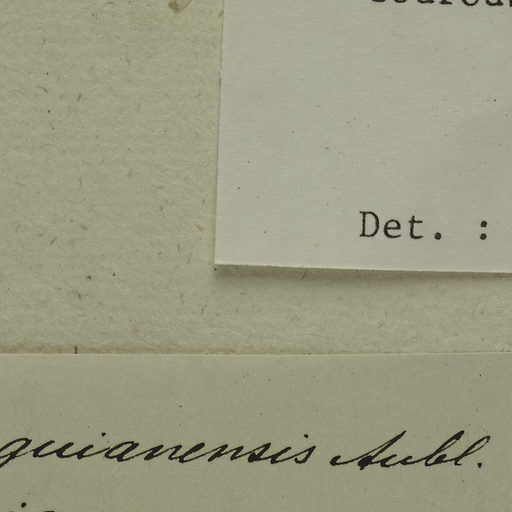 Det. :
guianensis Aubl.